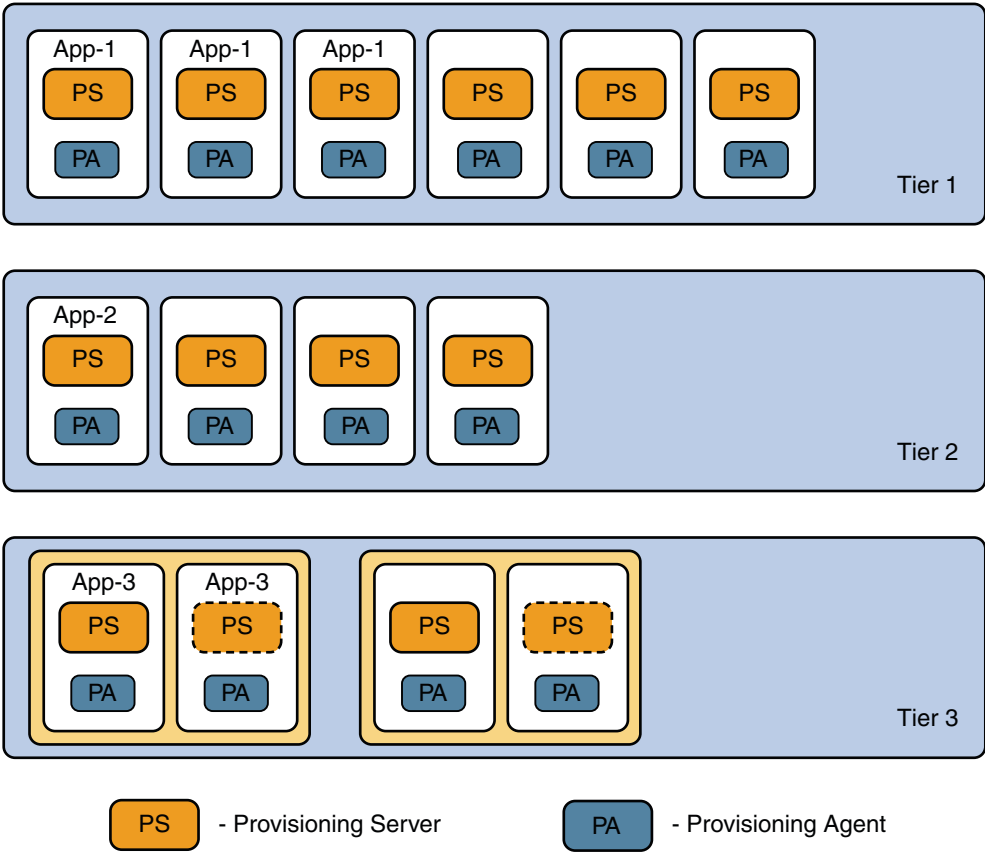 App-1 App-1 App-1
PS PS PS PS PS PS
PA PA PA PA PA PA
Tier 1
App-2
PS PS PS PS
PA PA PA PA
Tier 2
App-3 App-3
PS PS PS PS
PA PA PA PA
Tier 3
PS - Provisioning Server PA - Provisioning Agent